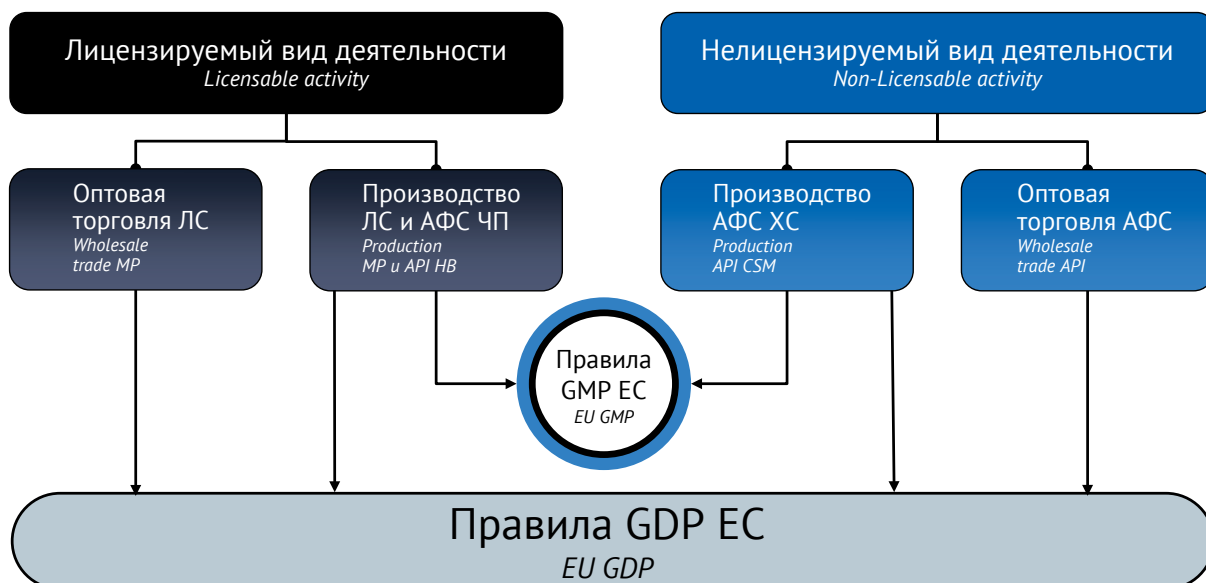 Лицензируемый вид деятельности
Licensable activity
Нелицензируемый вид деятельности
Non-Licensable activity
Оптовая
торговля ЛС
Wholesale
trade MP
Производство
ЛС и АФС ЧП
Production
MP и API HB
Производство
АФС ХС
Production
API CSM
Оптовая
торговля АФС
Wholesale
trade API
Правила
GMP ЕС
EU GMP
Правила GDP ЕС
EU GDP